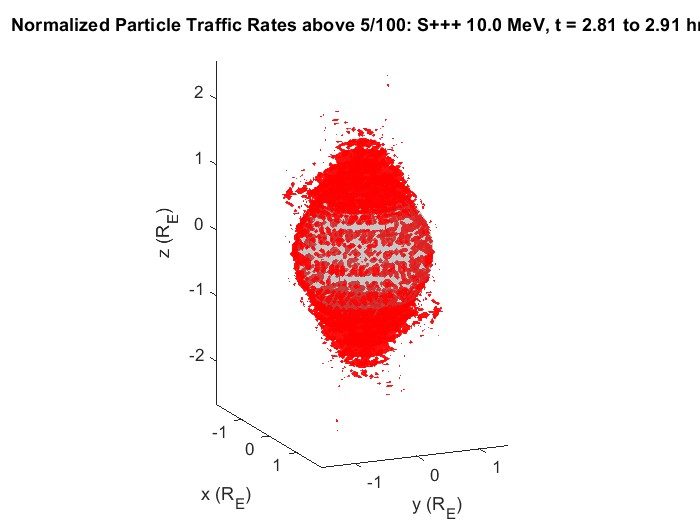 Normalized Particle Traffic Rates above 5/100: S+++ 10.0 MeV, t = 2.81 to 2.91 hr
2
1
0
-1
-2
z (R_E)
-1
0
1
x (R_E)
-1
0
1
y (R_E)